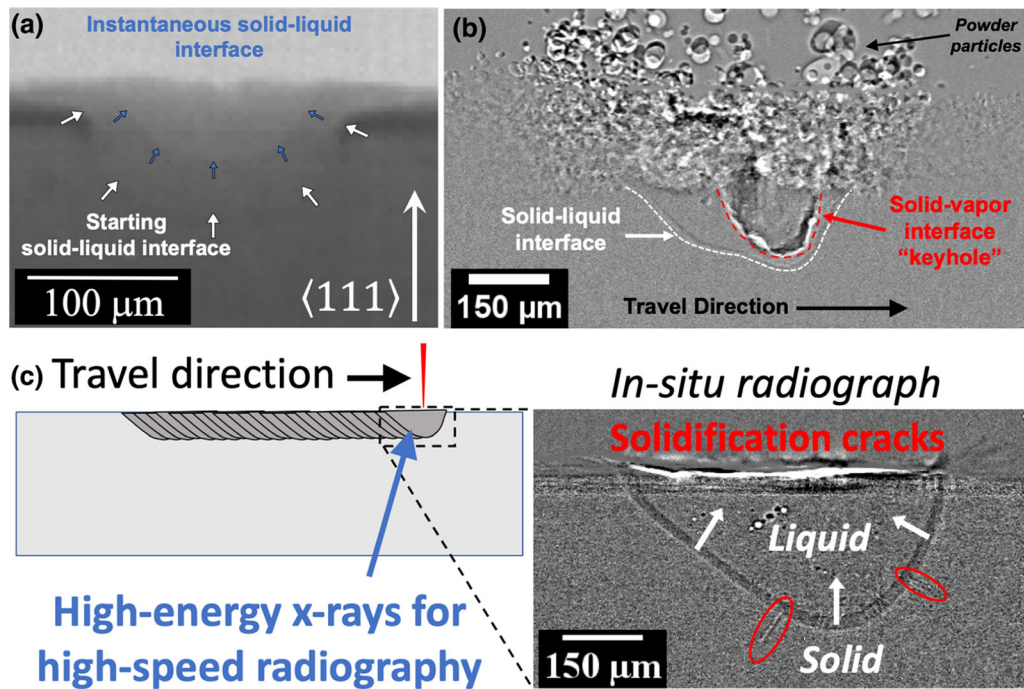 (a)
Instantaneous solid-liquid
interface
Starting
solid-liquid interface
100 μm
⟨111⟩
(b)
Powder
particles
Solid-liquid
interface
Solid-vapor
interface
“keyhole”
150 μm
Travel Direction
(c) Travel direction
High-energy x-rays for
high-speed radiography
In-situ radiograph
Solidification cracks
Liquid
Solid
150 μm